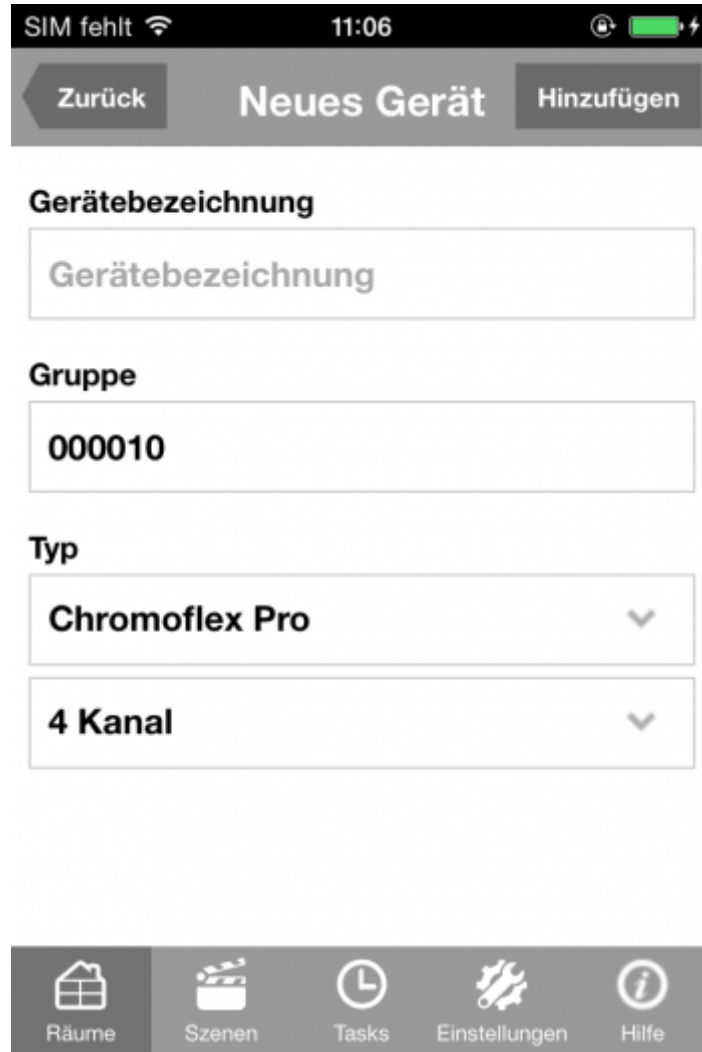 SIM fehlt 11:06
Zurück Neues Gerät Hinzufügen
Gerätebezeichnung
Gerätebezeichnung
Gruppe
000010
Typ
Chromoflex Pro
4 Kanal
Räume Szenen Tasks Einstellungen Hilfe